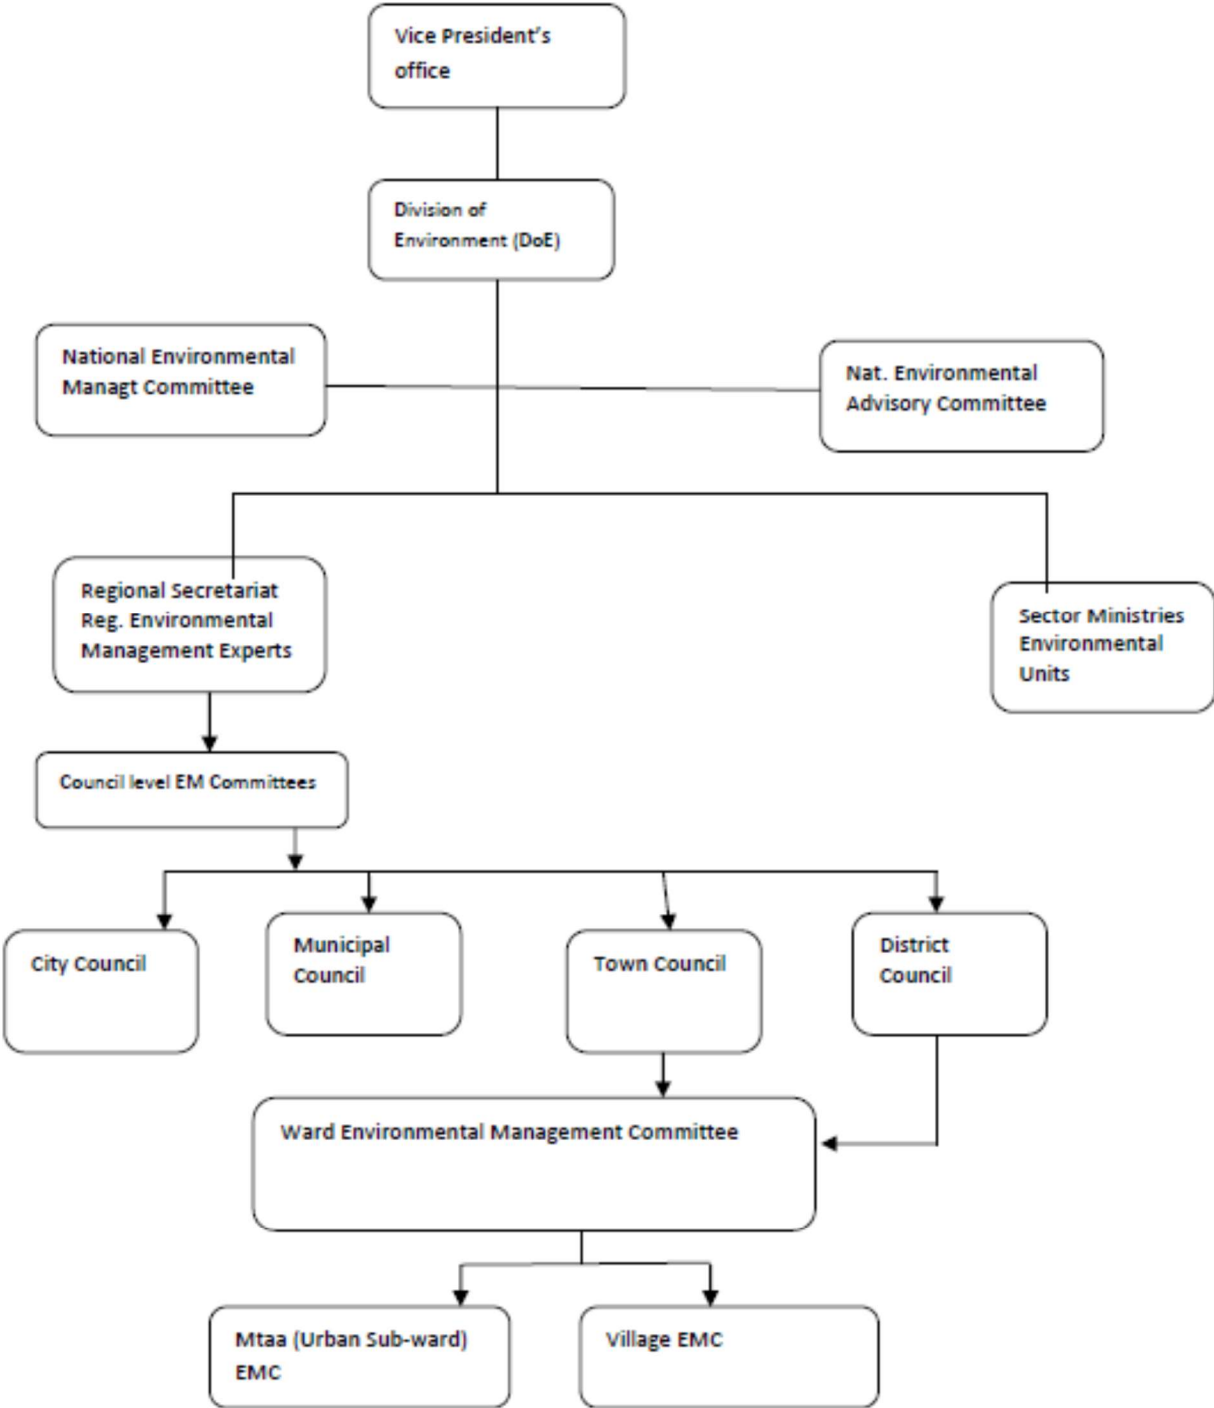 Vice President's
office
Division of
Environment (DoE)
National Environmental
Managt Committee
Nat. Environmental
Advisory Committee
Regional Secretariat
Reg. Environmental
Management Experts
Sector Ministries
Environmental
Units
Council level EM Committees
City Council
Municipal
Council
Town Council
District
Council
Ward Environmental Management Committee
Mtaa (Urban Sub-ward)
EMC
Village EMC